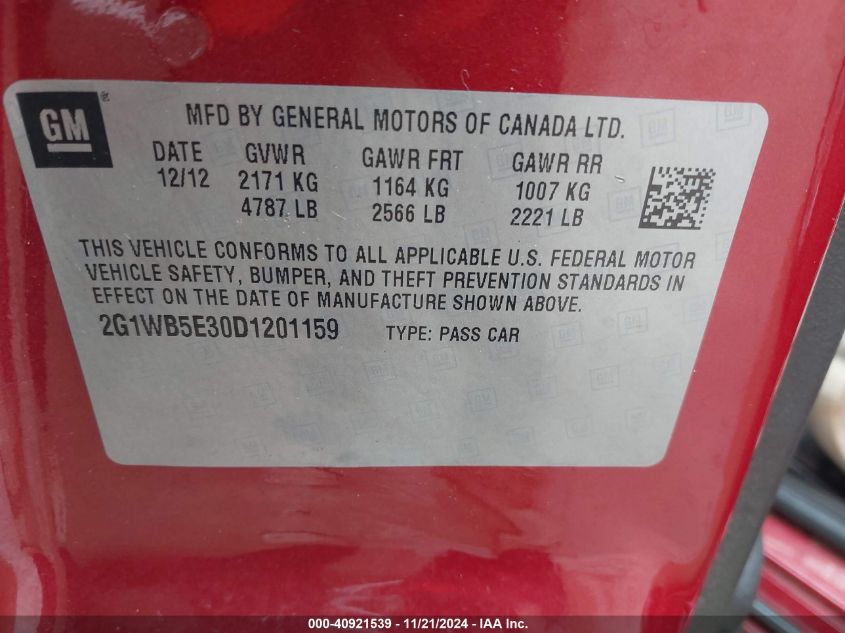 GM ®
MFD BY GENERAL MOTORS OF CANADA LTD.
DATE GVWR GAWR FRT GAWR RR
12/12 2171 KG 1164 KG 1007 KG
4787 LB 2566 LB 2221 LB
THIS VEHICLE CONFORMS TO ALL APPLICABLE U.S. FEDERAL MOTOR
VEHICLE SAFETY, BUMPER, AND THEFT PREVENTION STANDARDS IN
EFFECT ON THE DATE OF MANUFACTURE SHOWN ABOVE.
2G1WB5E30D1201159 TYPE: PASS CAR
000-40921539 - 11/21/2024 - IAA Inc.